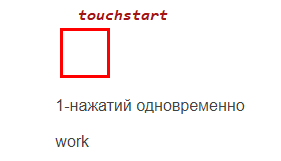 touchstart
1-нажатий одновременно
work